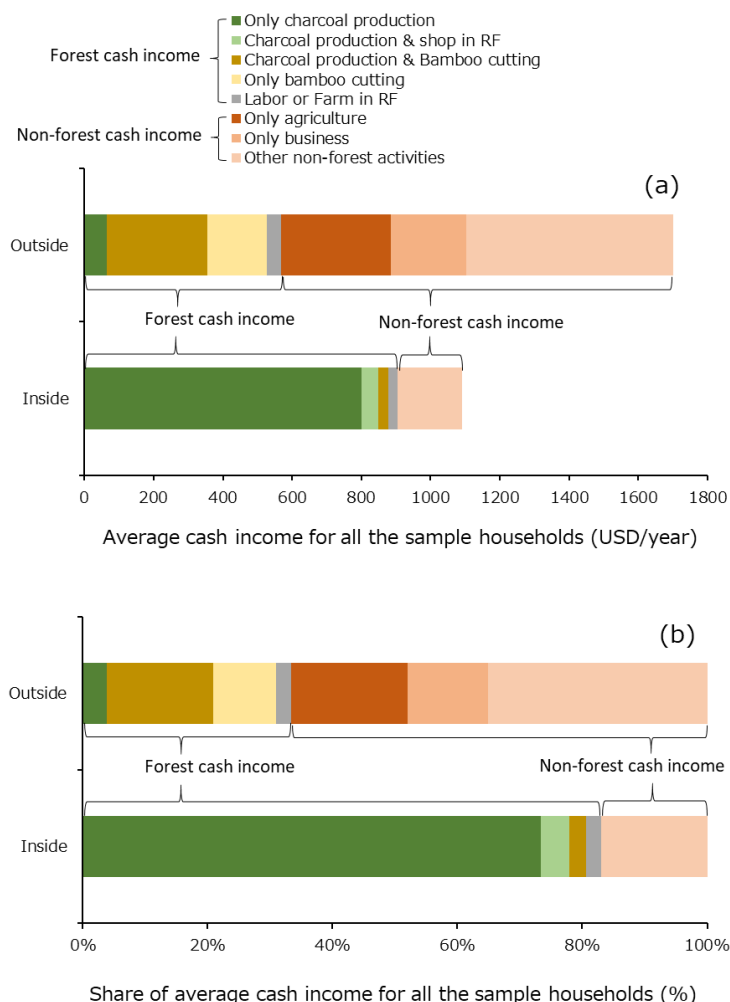 Forest cash income
Only charcoal production
Charcoal production & shop in RF
Charcoal production & Bamboo cutting
Only bamboo cutting
Labor or Farm in RF
Non-forest cash income
Only agriculture
Only business
Other non-forest activities
(a)
Outside
Forest cash income
Non-forest cash income
Inside
0 200 400 600 800 1000 1200 1400 1600 1800
Average cash income for all the sample households (USD/year)
(b)
Outside
Forest cash income
Non-forest cash income
Inside
0% 20% 40% 60% 80% 100%
Share of average cash income for all the sample households (%)